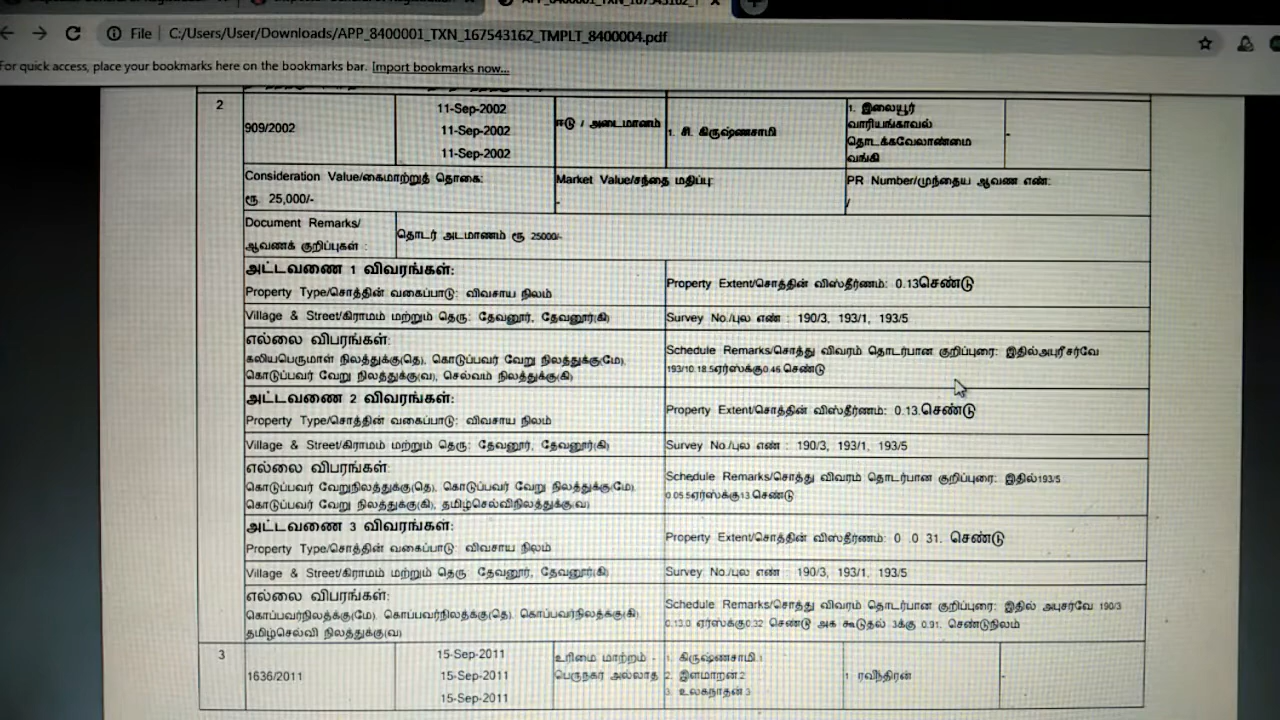 File C:/Users/User/Downloads/APP_8400001_TXN_167543162_TMPLT_8400004.pdf
For quick access, place your bookmarks here on the bookmarks bar. Import bookmarks now...
2
909/2002
11-Sep-2002
11-Sep-2002
11-Sep-2002
ஈடு / அடைமானம்
1. சி. கிருஷ்ணசாமி
1. இலையூர்
வாரியங்காவல்
தொடக்கவேலாண்மை
வங்கி
-
Consideration Value/கைமாற்றுத் தொகை:
ரூ. 25,000/-
Market Value/சந்தை மதிப்பு:
-
PR Number/முந்தைய ஆவண எண்:
/
Document Remarks/
ஆவணக் குறிப்புகள் :
தொடர் அடமாணம் ரூ 25000/-
அட்டவணை 1 விவரங்கள்:
Property Type/சொத்தின் வகைப்பாடு: விவசாய நிலம்
Property Extent/சொத்தின் விஸ்தீர்ணம்: 0.13செண்டு
Village & Street/கிராமம் மற்றும் தெரு: தேவனூர், தேவனூர்(கி)
Survey No./புல எண் : 190/3, 193/1, 193/5
எல்லை விபரங்கள்:
கலியபெருமாள் நிலத்துக்கு(தெ), கொடுப்பவர் வேறு நிலத்துக்கு(மே),
கொடுப்பவர் வேறு நிலத்துக்கு(வ), செல்வம் நிலத்துக்கு(கி)
Schedule Remarks/சொத்து விவரம் தொடர்பான குறிப்புரை: இதில்அபுரீசர்வே
193/10.18.5ஏர்ஸ்க்கு0.46.செண்டு
அட்டவணை 2 விவரங்கள்:
Property Type/சொத்தின் வகைப்பாடு: விவசாய நிலம்
Property Extent/சொத்தின் விஸ்தீர்ணம்: 0.13.செண்டு
Village & Street/கிராமம் மற்றும் தெரு: தேவனூர், தேவனூர்(கி)
Survey No./புல எண் : 190/3, 193/1, 193/5
எல்லை விபரங்கள்:
கொடுப்பவர் வேறுநிலத்துக்கு(தெ), கொடுப்பவர் வேறு நிலத்துக்கு(மே),
கொடுப்பவர் வேறு நிலத்துக்கு(கி), தமிழ்செல்விநிலத்துக்கு(வ)
Schedule Remarks/சொத்து விவரம் தொடர்பான குறிப்புரை: இதில்193/5
0.05.5ஏர்ஸ்க்கு13.செண்டு
அட்டவணை 3 விவரங்கள்:
Property Type/சொத்தின் வகைப்பாடு: விவசாய நிலம்
Property Extent/சொத்தின் விஸ்தீர்ணம்: 0 .0 31. செண்டு
Village & Street/கிராமம் மற்றும் தெரு: தேவனூர், தேவனூர்(கி)
Survey No./புல எண் : 190/3, 193/1, 193/5
எல்லை விபரங்கள்:
கொப்பவர்நிலத்க்கு(மே), கொப்பவர்நிலதக்கு(தெ), கொப்பவர்நிலத்க்கு(கி)
தமிழ்செல்வி நிலத்துக்கு(வ)
Schedule Remarks/சொத்து விவரம் தொடர்பான குறிப்புரை: இதில் அபுசர்வே 190/3
0.13.0. ஏர்ஸ்க்கு0.32 செண்டு அக கூடுதல் 3க்கு 0.91. செண்டுநிலம்
3
1636/2011
15-Sep-2011
15-Sep-2011
15-Sep-2011
உரிமை மாற்றம் -
பெருநகர் அல்லாத
1. கிருஷ்ணசாமி.1
2. இளமாறன்.2
3. உலகநாதன் 3
1. ரவீந்திரன்
-